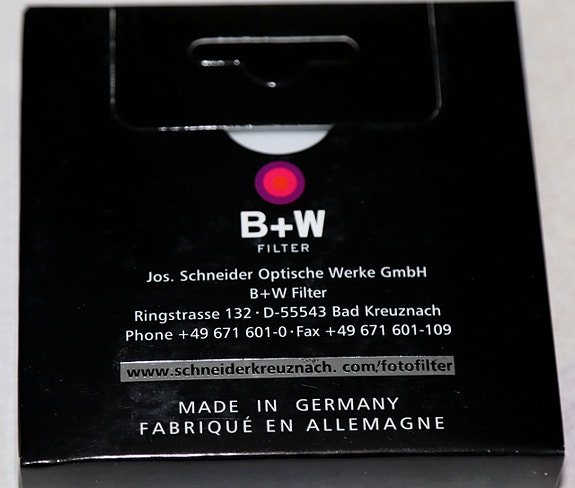 B+W
FILTER
Jos. Schneider Optische Werke GmbH
B+W Filter
Ringstrasse 132 · D-55543 Bad Kreuznach
Phone +49 671 601-0 · Fax +49 671 601-109
www.schneiderkreuznach. com/fotofilter
MADE IN GERMANY
FABRIQUÉ EN ALLEMAGNE